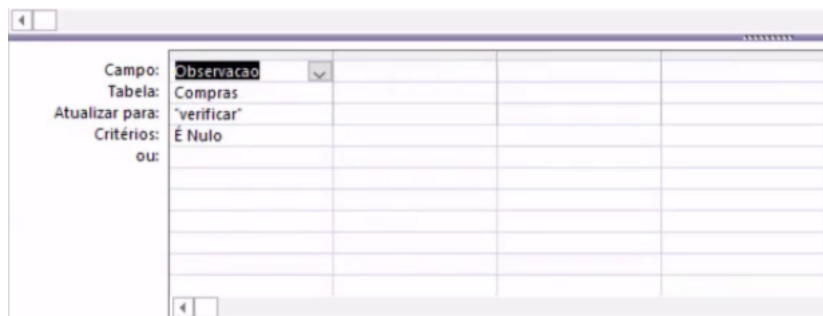 Campo: Observacao
Tabela: Compras
Atualizar para: "verificar"
Critérios: É Nulo
ou: